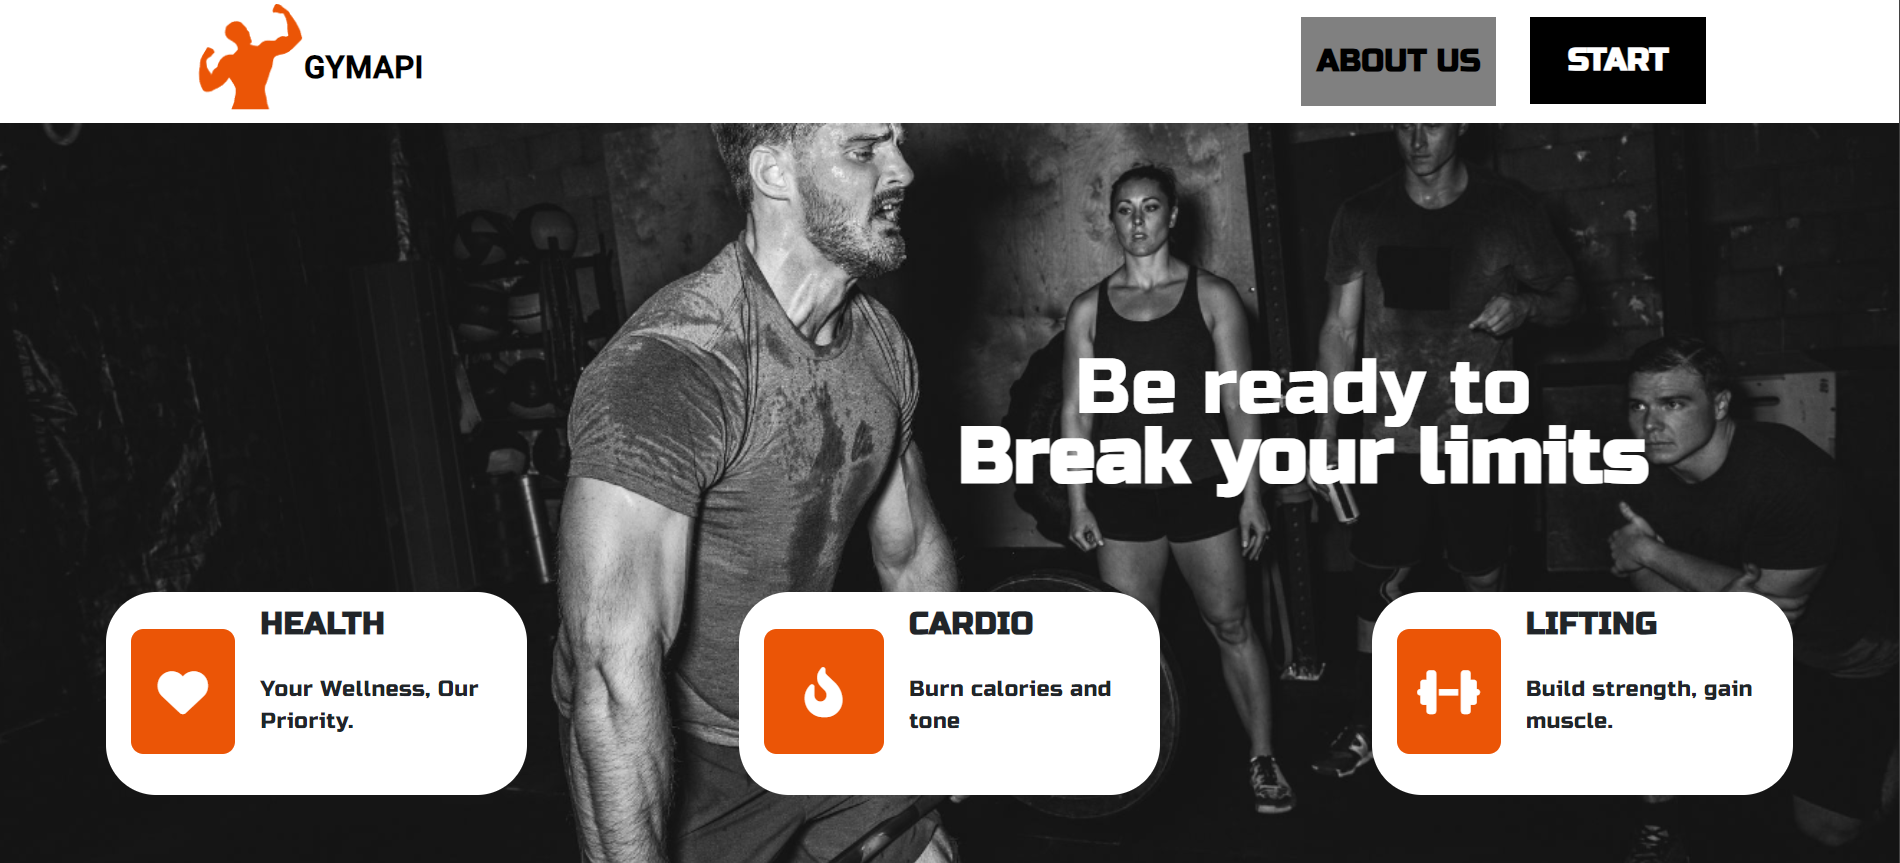 GYMAPI
ABOUT US
START
Be ready to
Break your limits
HEALTH
Your Wellness, Our
Priority.
CARDIO
Burn calories and
tone
LIFTING
Build strength, gain
muscle.